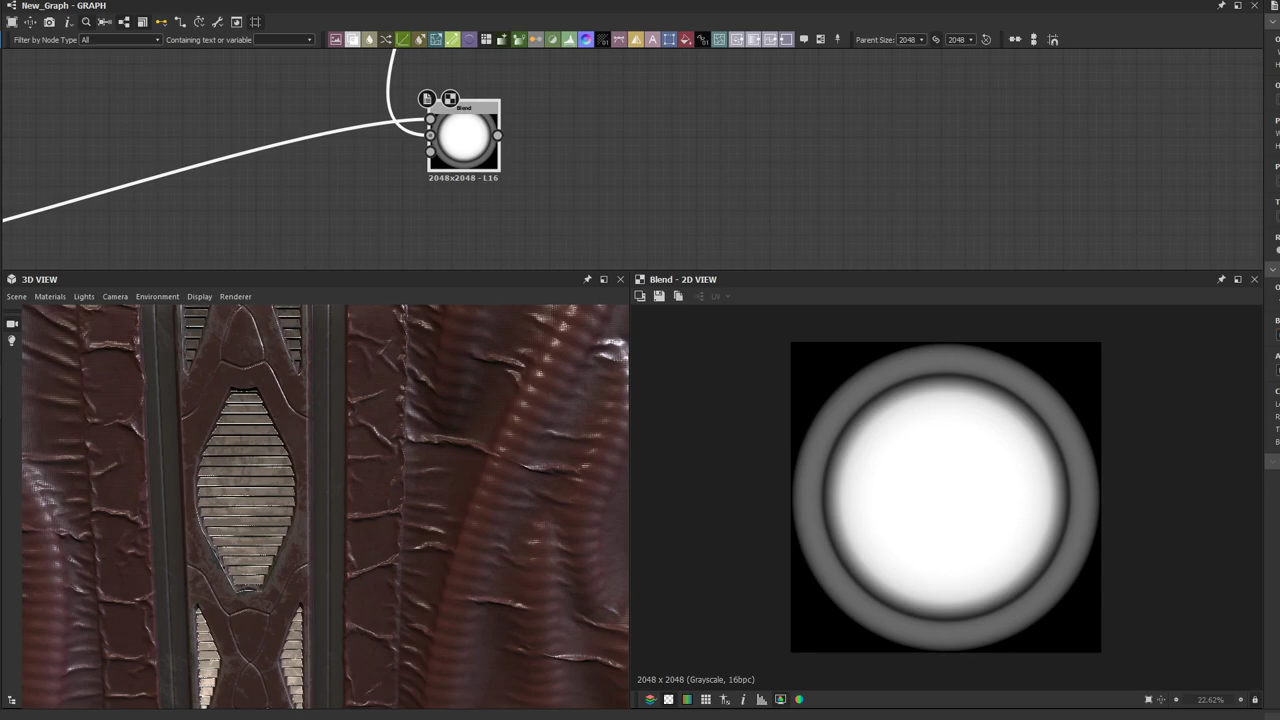 New_Graph - GRAPH
Filter by Node Type All Containing text or variable Parent Size: 2048 2048
Blend
2048x2048 - L16
3D VIEW
Scene Materials Lights Camera Environment Display Renderer
Blend - 2D VIEW
UV
2048 x 2048 (Grayscale, 16bpc)
22.62%